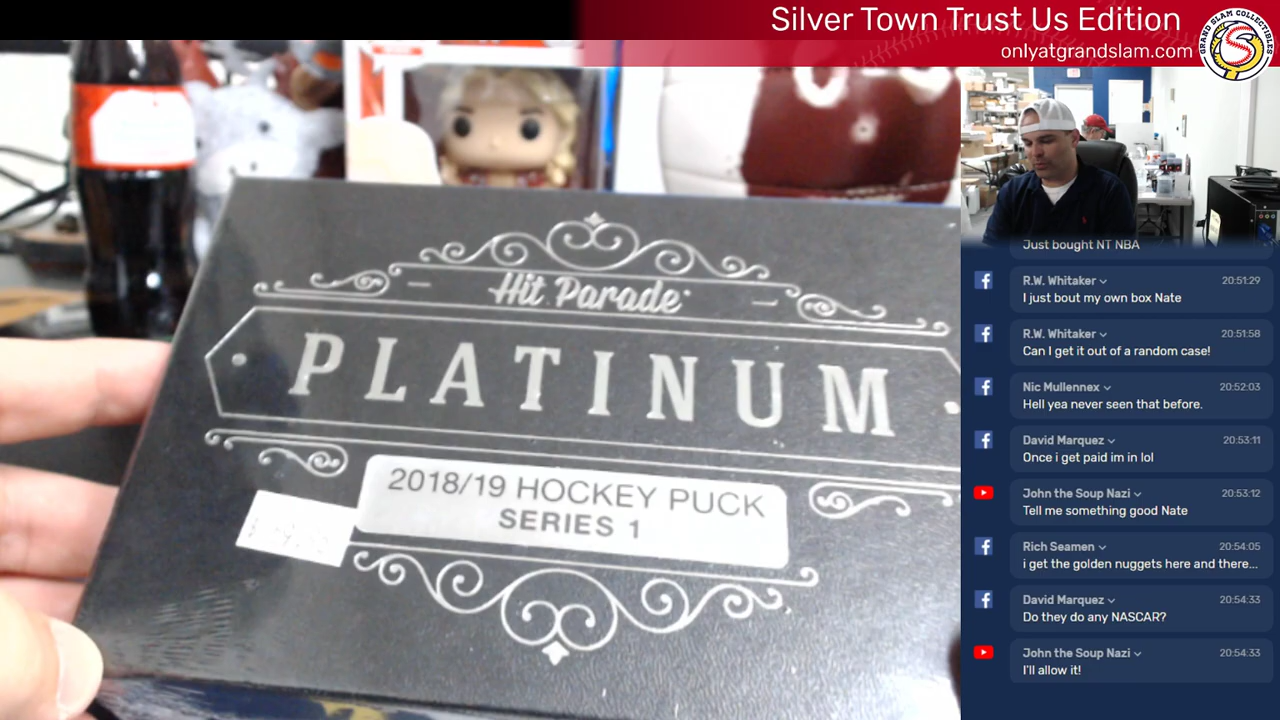 Silver Town Trust Us Edition
onlyatgrandslam.com
GRAND SLAM COLLECTIBLES
S
Hit Parade
PLATINUM
2018/19 HOCKEY PUCK
SERIES 1
Just bought NT NBA
R.W. Whitaker 20:51:29
I just bout my own box Nate
R.W. Whitaker 20:51:58
Can I get it out of a random case!
Nic Mullennex 20:52:03
Hell yea never seen that before.
David Marquez 20:53:11
Once i get paid im in lol
John the Soup Nazi 20:53:12
Tell me something good Nate
Rich Seamen 20:54:05
i get the golden nuggets here and there...
David Marquez 20:54:33
Do they do any NASCAR?
John the Soup Nazi 20:54:33
I'll allow it!